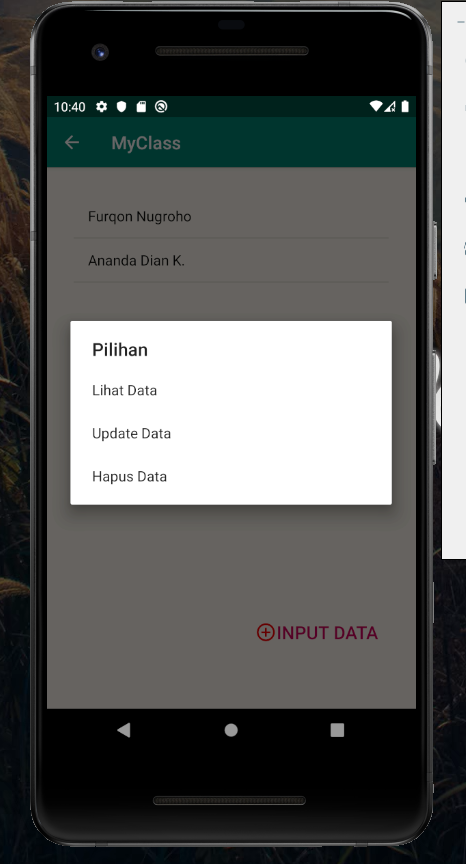 10:40
MyClass
Furqon Nugroho
Ananda Dian K.
Pilihan
Lihat Data
Update Data
Hapus Data
INPUT DATA